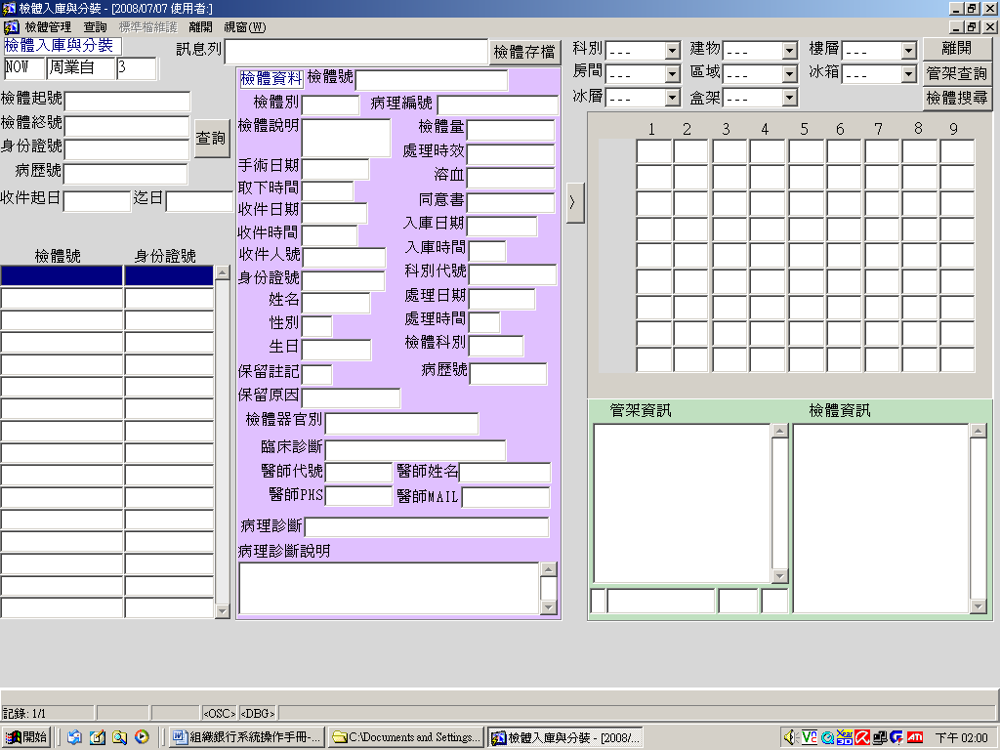 檢體入庫與分裝 - [2008/07/07 使用者:]
檢體管理 查詢 標準檔維護 離開 視窗(W)
檢體入庫與分裝
NOW 周業自 3
訊息列
檢體存檔
檢體起號
檢體終號
身份證號
病歷號
查詢
收件起日 迄日
檢體號 身份證號
檢體資料 檢體號
檢體別 病理編號
檢體說明 檢體量
處理時效
手術日期 溶血
取下時間 同意書
收件日期 入庫日期
收件時間 入庫時間
收件人號 科別代號
身份證號 處理日期
姓名 處理時間
性別 檢體科別
生日 病歷號
保留註記
保留原因
檢體器官別
臨床診斷
醫師代號 醫師姓名
醫師PHS 醫師MAIL
病理診斷
病理診斷說明
>
科別 --- 建物 --- 樓層 --- 離開
房間 --- 區域 --- 冰箱 --- 管架查詢
冰層 --- 盒架 --- 檢體搜尋
1 2 3 4 5 6 7 8 9
管架資訊 檢體資訊
記錄: 1/1 <OSC> <DBG>
開始 組織銀行系統操作手冊-... C:\Documents and Settings... 檢體入庫與分裝 - [2008/... 下午 02:00